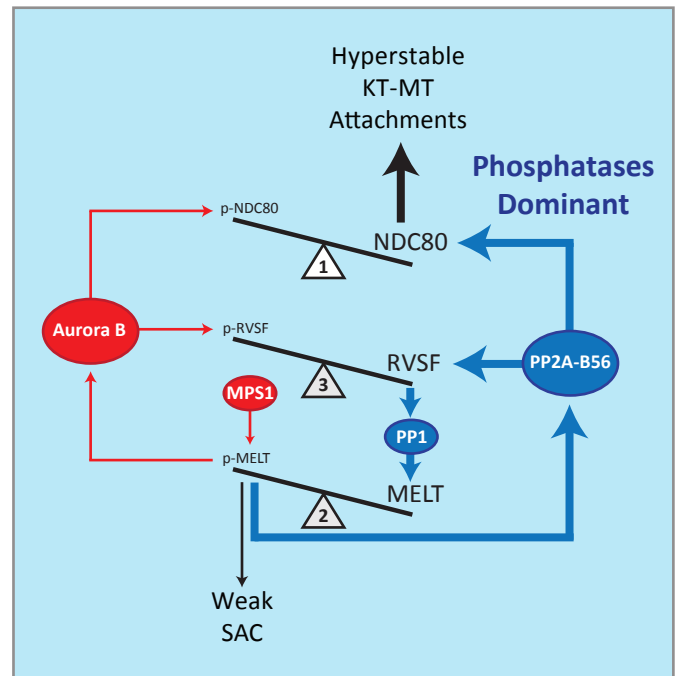 Hyperstable
KT-MT
Attachments
Phosphatases
Dominant
p-NDC80
NDC80
1
Aurora B
p-RVSF
RVSF
PP2A-B56
3
MPS1
PP1
p-MELT
MELT
2
Weak
SAC